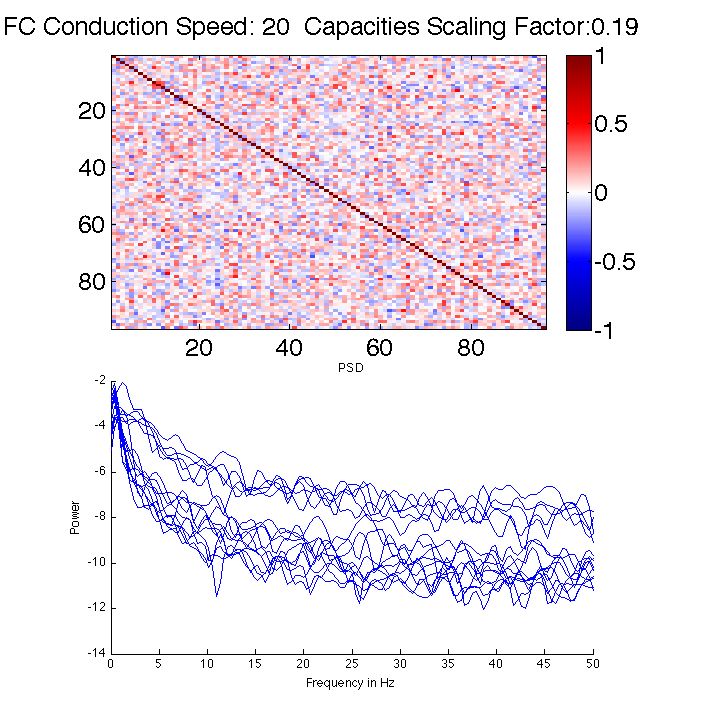 FC Conduction Speed: 20  Capacities Scaling Factor:0.19
1
20
0.5
40
0
60
-0.5
80
-1
20 40 60 80
PSD
-2
-4
-6
-8
Power
-10
-12
-14
0 5 10 15 20 25 30 35 40 45 50
Frequency in Hz